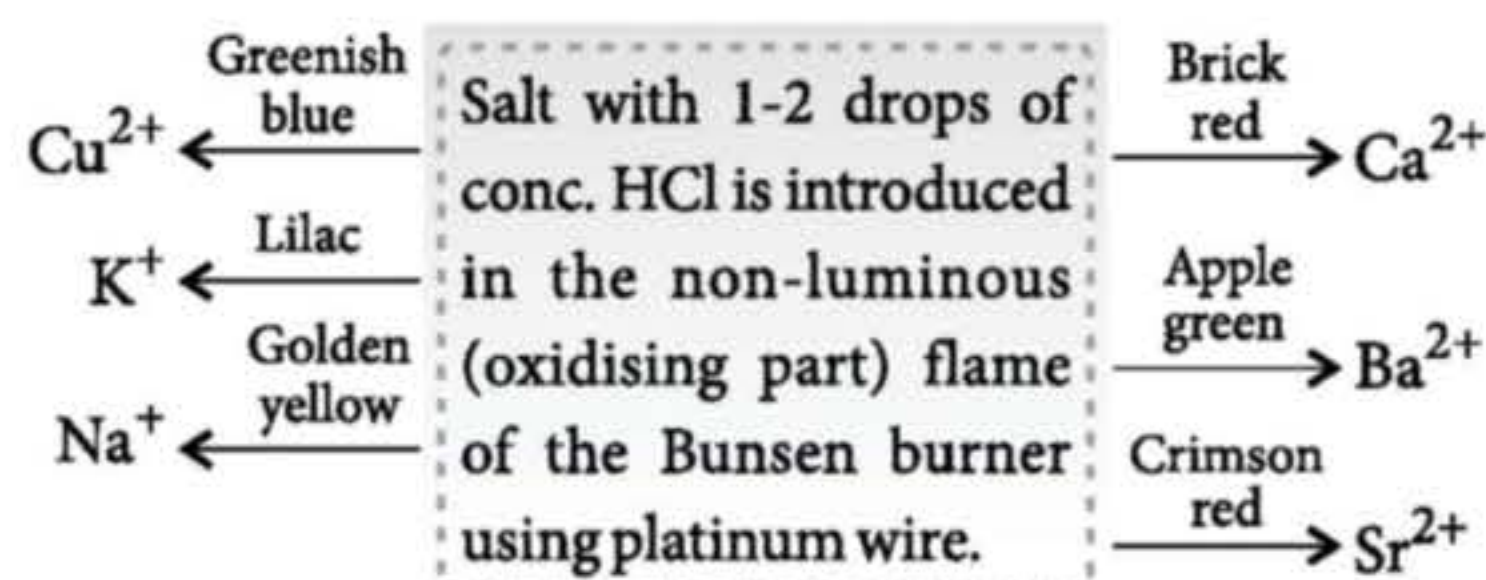 Greenish
blue
Cu²⁺
Lilac
K⁺
Golden
yellow
Na⁺
Salt with 1-2 drops of
conc. HCl is introduced
in the non-luminous
(oxidising part) flame
of the Bunsen burner
using platinum wire.
Brick
red
Ca²⁺
Apple
green
Ba²⁺
Crimson
red
Sr²⁺